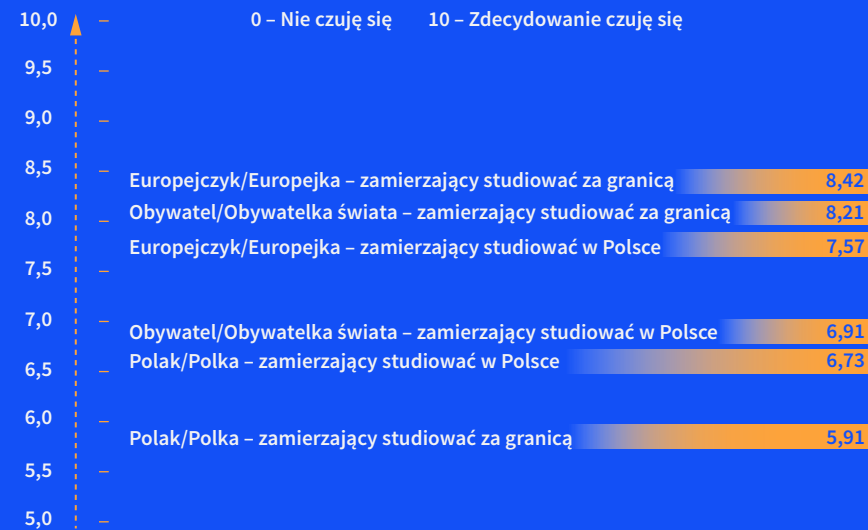 10,0
0 – Nie czuję się 10 – Zdecydowanie czuję się
9,5
9,0
8,5
Europejczyk/Europejka – zamierzający studiować za granicą 8,42
8,0
Obywatel/Obywatelka świata – zamierzający studiować za granicą 8,21
Europejczyk/Europejka – zamierzający studiować w Polsce 7,57
7,5
7,0
Obywatel/Obywatelka świata – zamierzający studiować w Polsce 6,91
6,5
Polak/Polka – zamierzający studiować w Polsce 6,73
6,0
Polak/Polka – zamierzający studiować za granicą 5,91
5,5
5,0